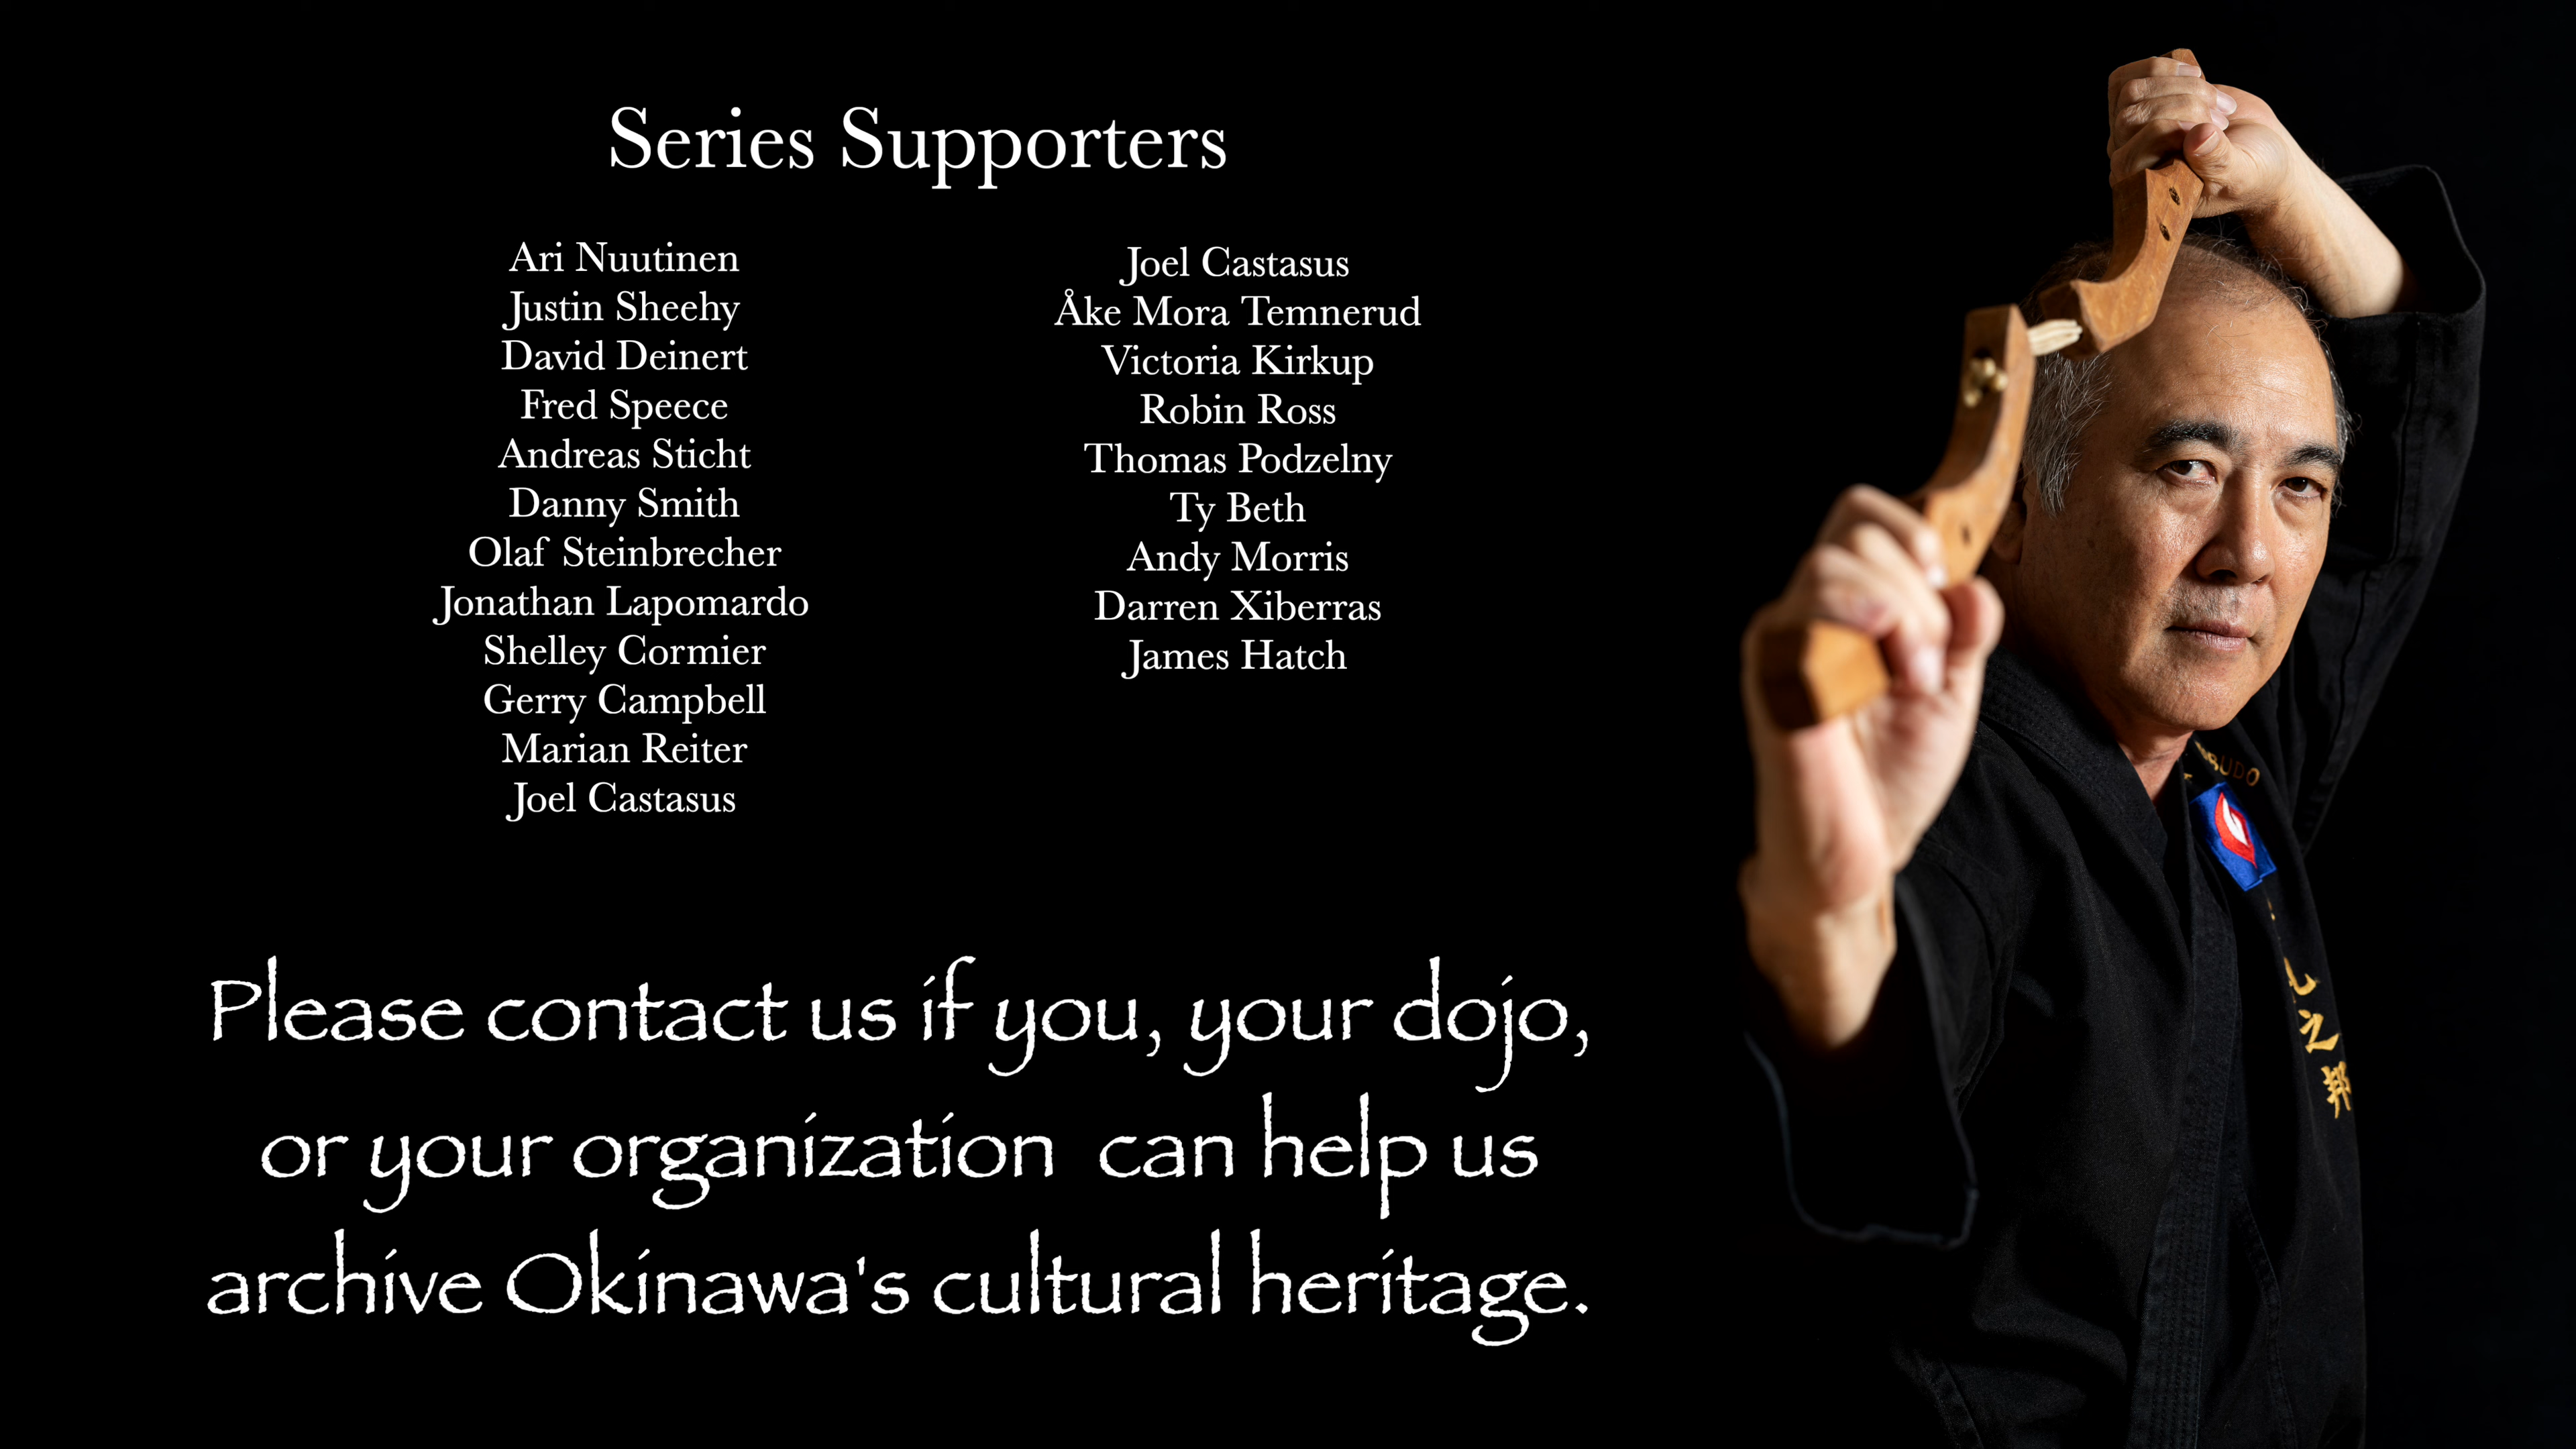 Series Supporters
Ari Nuutinen
Justin Sheehy
David Deinert
Fred Speece
Andreas Sticht
Danny Smith
Olaf Steinbrecher
Jonathan Lapomardo
Shelley Cormier
Gerry Campbell
Marian Reiter
Joel Castasus
Joel Castasus
Åke Mora Temnerud
Victoria Kirkup
Robin Ross
Thomas Podzelny
Ty Beth
Andy Morris
Darren Xiberras
James Hatch
Please contact us if you, your dojo,
or your organization can help us
archive Okinawa's cultural heritage.
之
邦